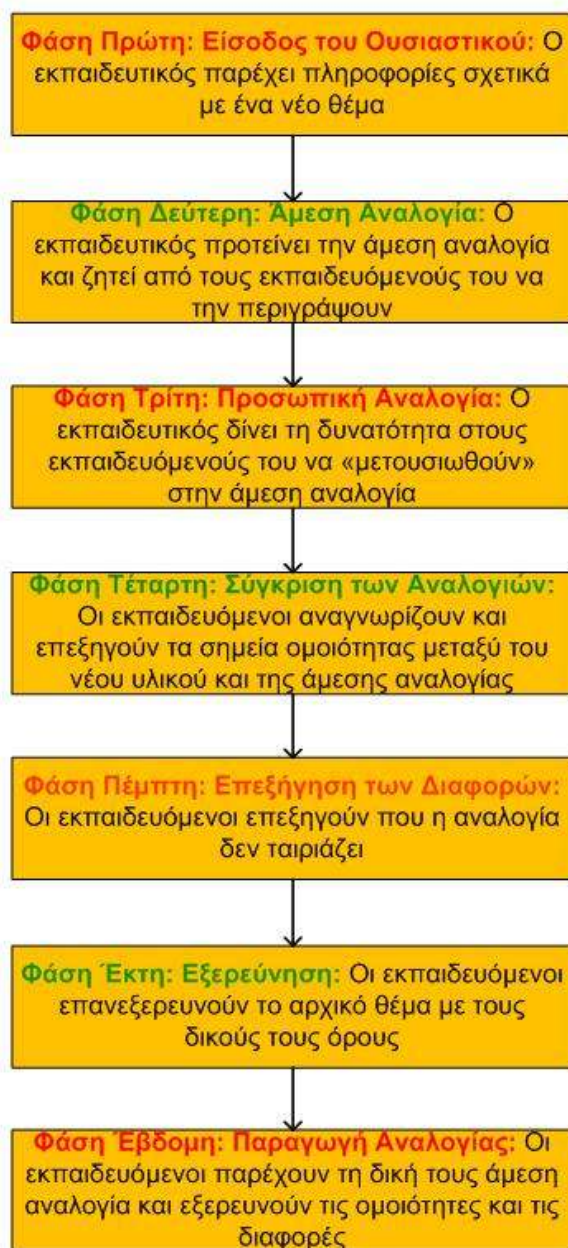 Φάση Πρώτη: Είσοδος του Ουσιαστικού: Ο
εκπαιδευτικός παρέχει πληροφορίες σχετικά
με ένα νέο θέμα
Φάση Δεύτερη: Άμεση Αναλογία: Ο
εκπαιδευτικός προτείνει την άμεση αναλογία
και ζητεί από τους εκπαιδευόμενούς του να
την περιγράψουν
Φάση Τρίτη: Προσωπική Αναλογία: Ο
εκπαιδευτικός δίνει τη δυνατότητα στους
εκπαιδευόμενούς του να «μετουσιωθούν»
στην άμεση αναλογία
Φάση Τέταρτη: Σύγκριση των Αναλογιών:
Οι εκπαιδευόμενοι αναγνωρίζουν και
επεξηγούν τα σημεία ομοιότητας μεταξύ του
νέου υλικού και της άμεσης αναλογίας
Φάση Πέμπτη: Επεξήγηση των Διαφορών:
Οι εκπαιδευόμενοι επεξηγούν που η αναλογία
δεν ταιριάζει
Φάση Έκτη: Εξερεύνηση: Οι εκπαιδευόμενοι
επανεξερευνούν το αρχικό θέμα με τους
δικούς τους όρους
Φάση Έβδομη: Παραγωγή Αναλογίας: Οι
εκπαιδευόμενοι παρέχουν τη δική τους άμεση
αναλογία και εξερευνούν τις ομοιότητες και τις
διαφορές